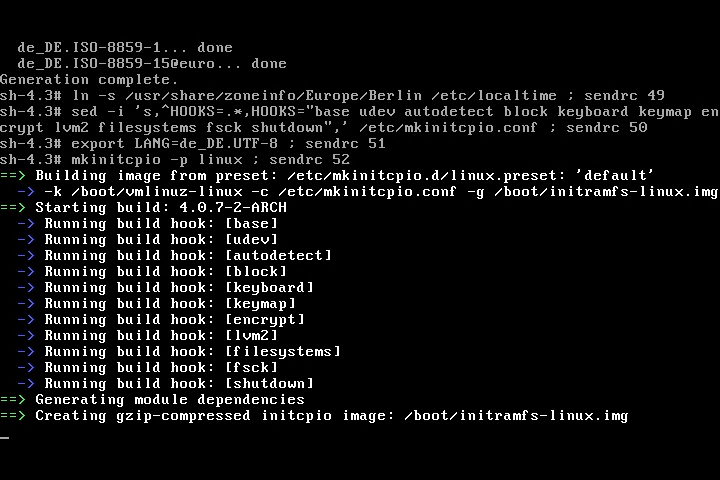 de_DE.ISO-8859-1... done
de_DE.ISO-8859-15@euro... done
Generation complete.
sh-4.3# ln -s /usr/share/zoneinfo/Europe/Berlin /etc/localtime ; sendrc 49
sh-4.3# sed -i 's,^HOOKS=.*,HOOKS="base udev autodetect block keyboard keymap en
crypt lvm2 filesystems fsck shutdown",' /etc/mkinitcpio.conf ; sendrc 50
sh-4.3# export LANG=de_DE.UTF-8 ; sendrc 51
sh-4.3# mkinitcpio -p linux ; sendrc 52
==> Building image from preset: /etc/mkinitcpio.d/linux.preset: 'default'
-> -k /boot/vmlinuz-linux -c /etc/mkinitcpio.conf -g /boot/initramfs-linux.img
==> Starting build: 4.0.7-2-ARCH
-> Running build hook: [base]
-> Running build hook: [udev]
-> Running build hook: [autodetect]
-> Running build hook: [block]
-> Running build hook: [keyboard]
-> Running build hook: [keymap]
-> Running build hook: [encrypt]
-> Running build hook: [lvm2]
-> Running build hook: [filesystems]
-> Running build hook: [fsck]
-> Running build hook: [shutdown]
==> Generating module dependencies
==> Creating gzip-compressed initcpio image: /boot/initramfs-linux.img